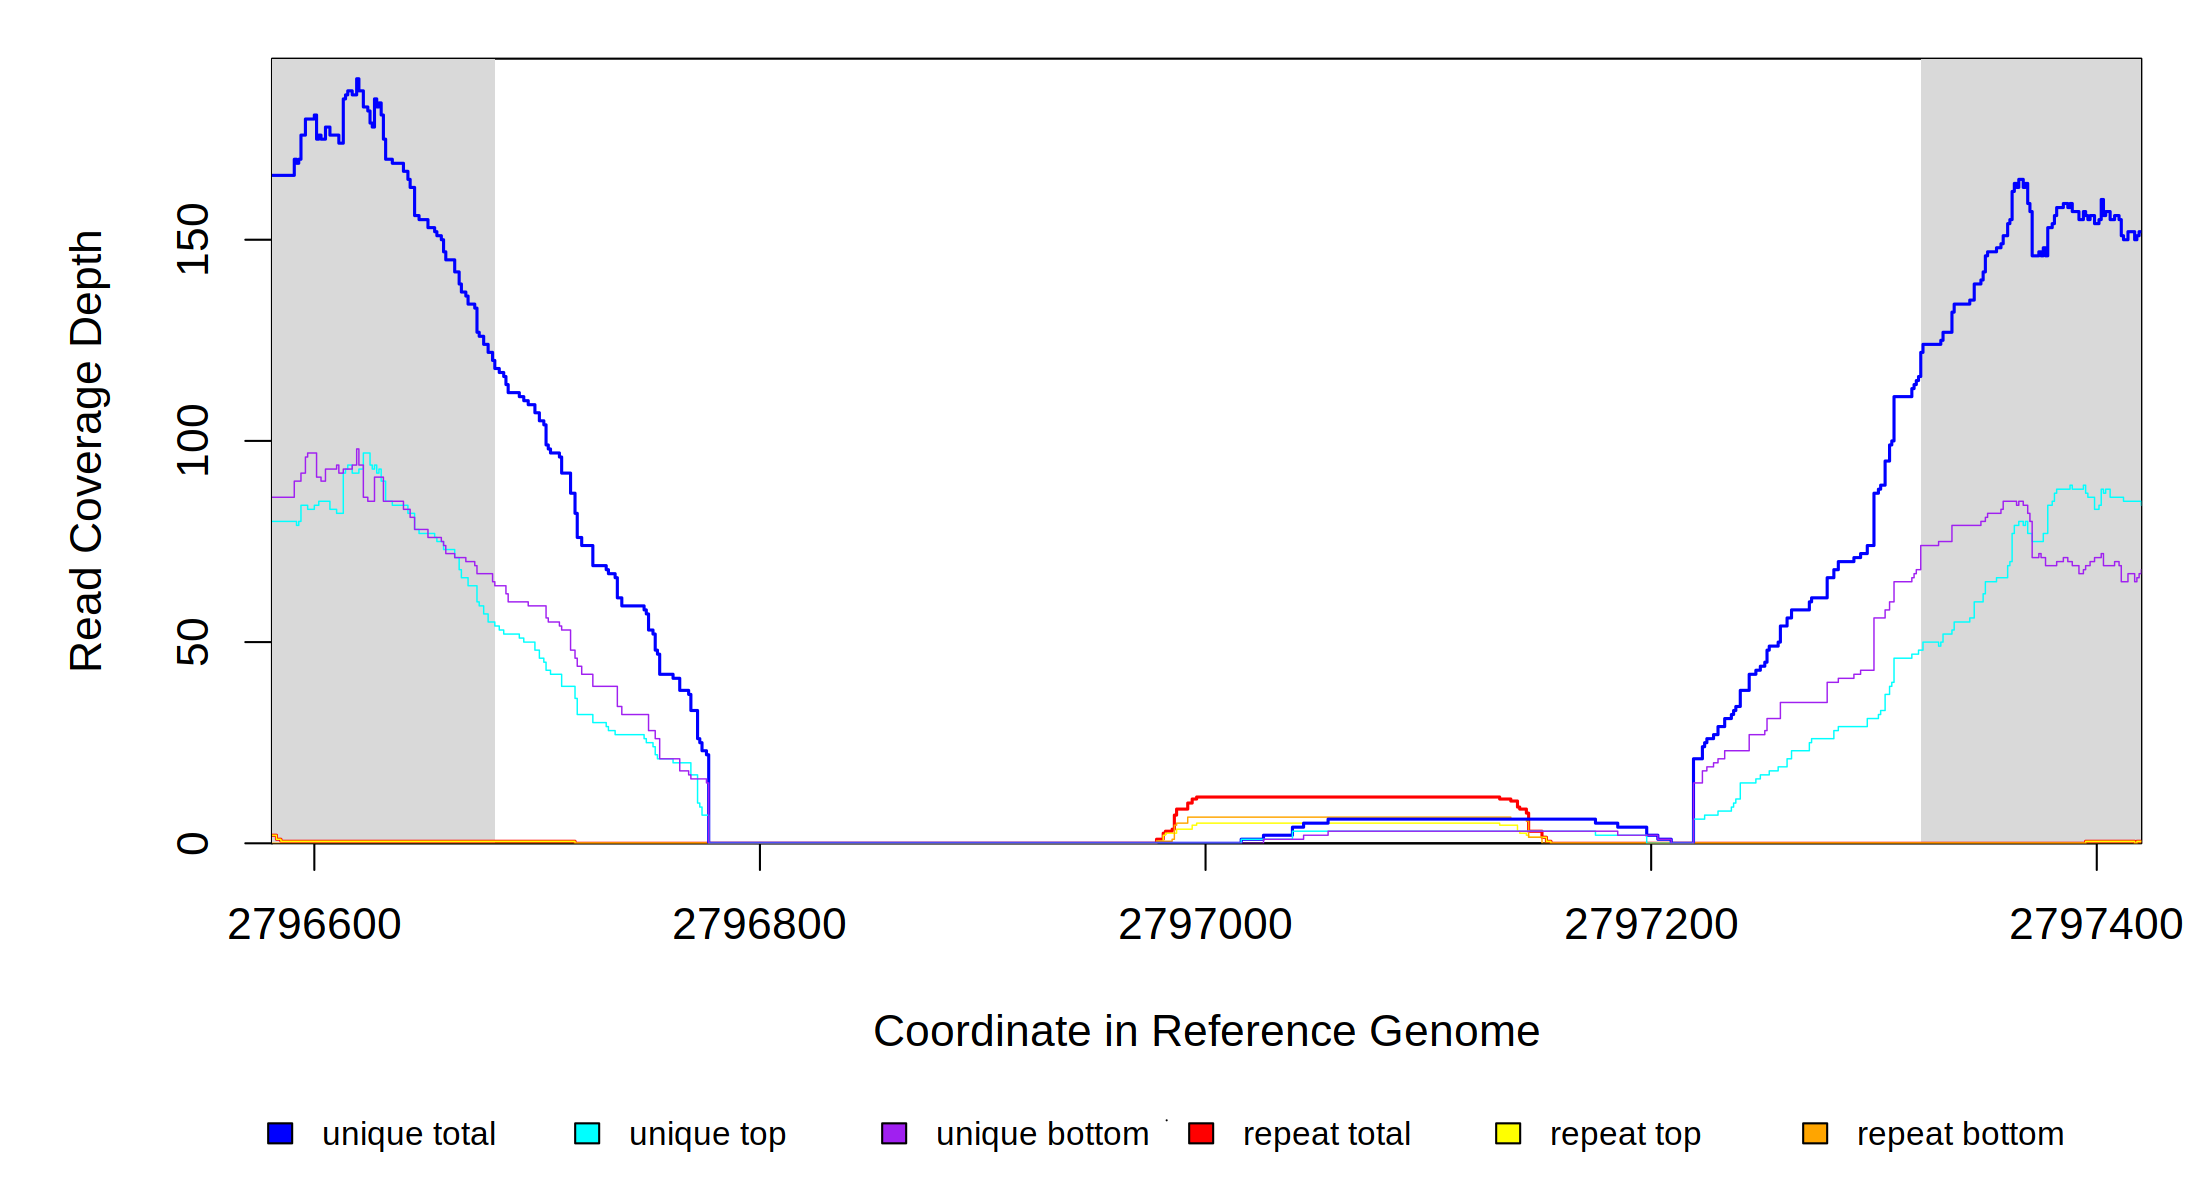 Read Coverage Depth
150
100
50
0
2796600 2796800 2797000 2797200 2797400
Coordinate in Reference Genome
unique total unique top unique bottom repeat total repeat top repeat bottom